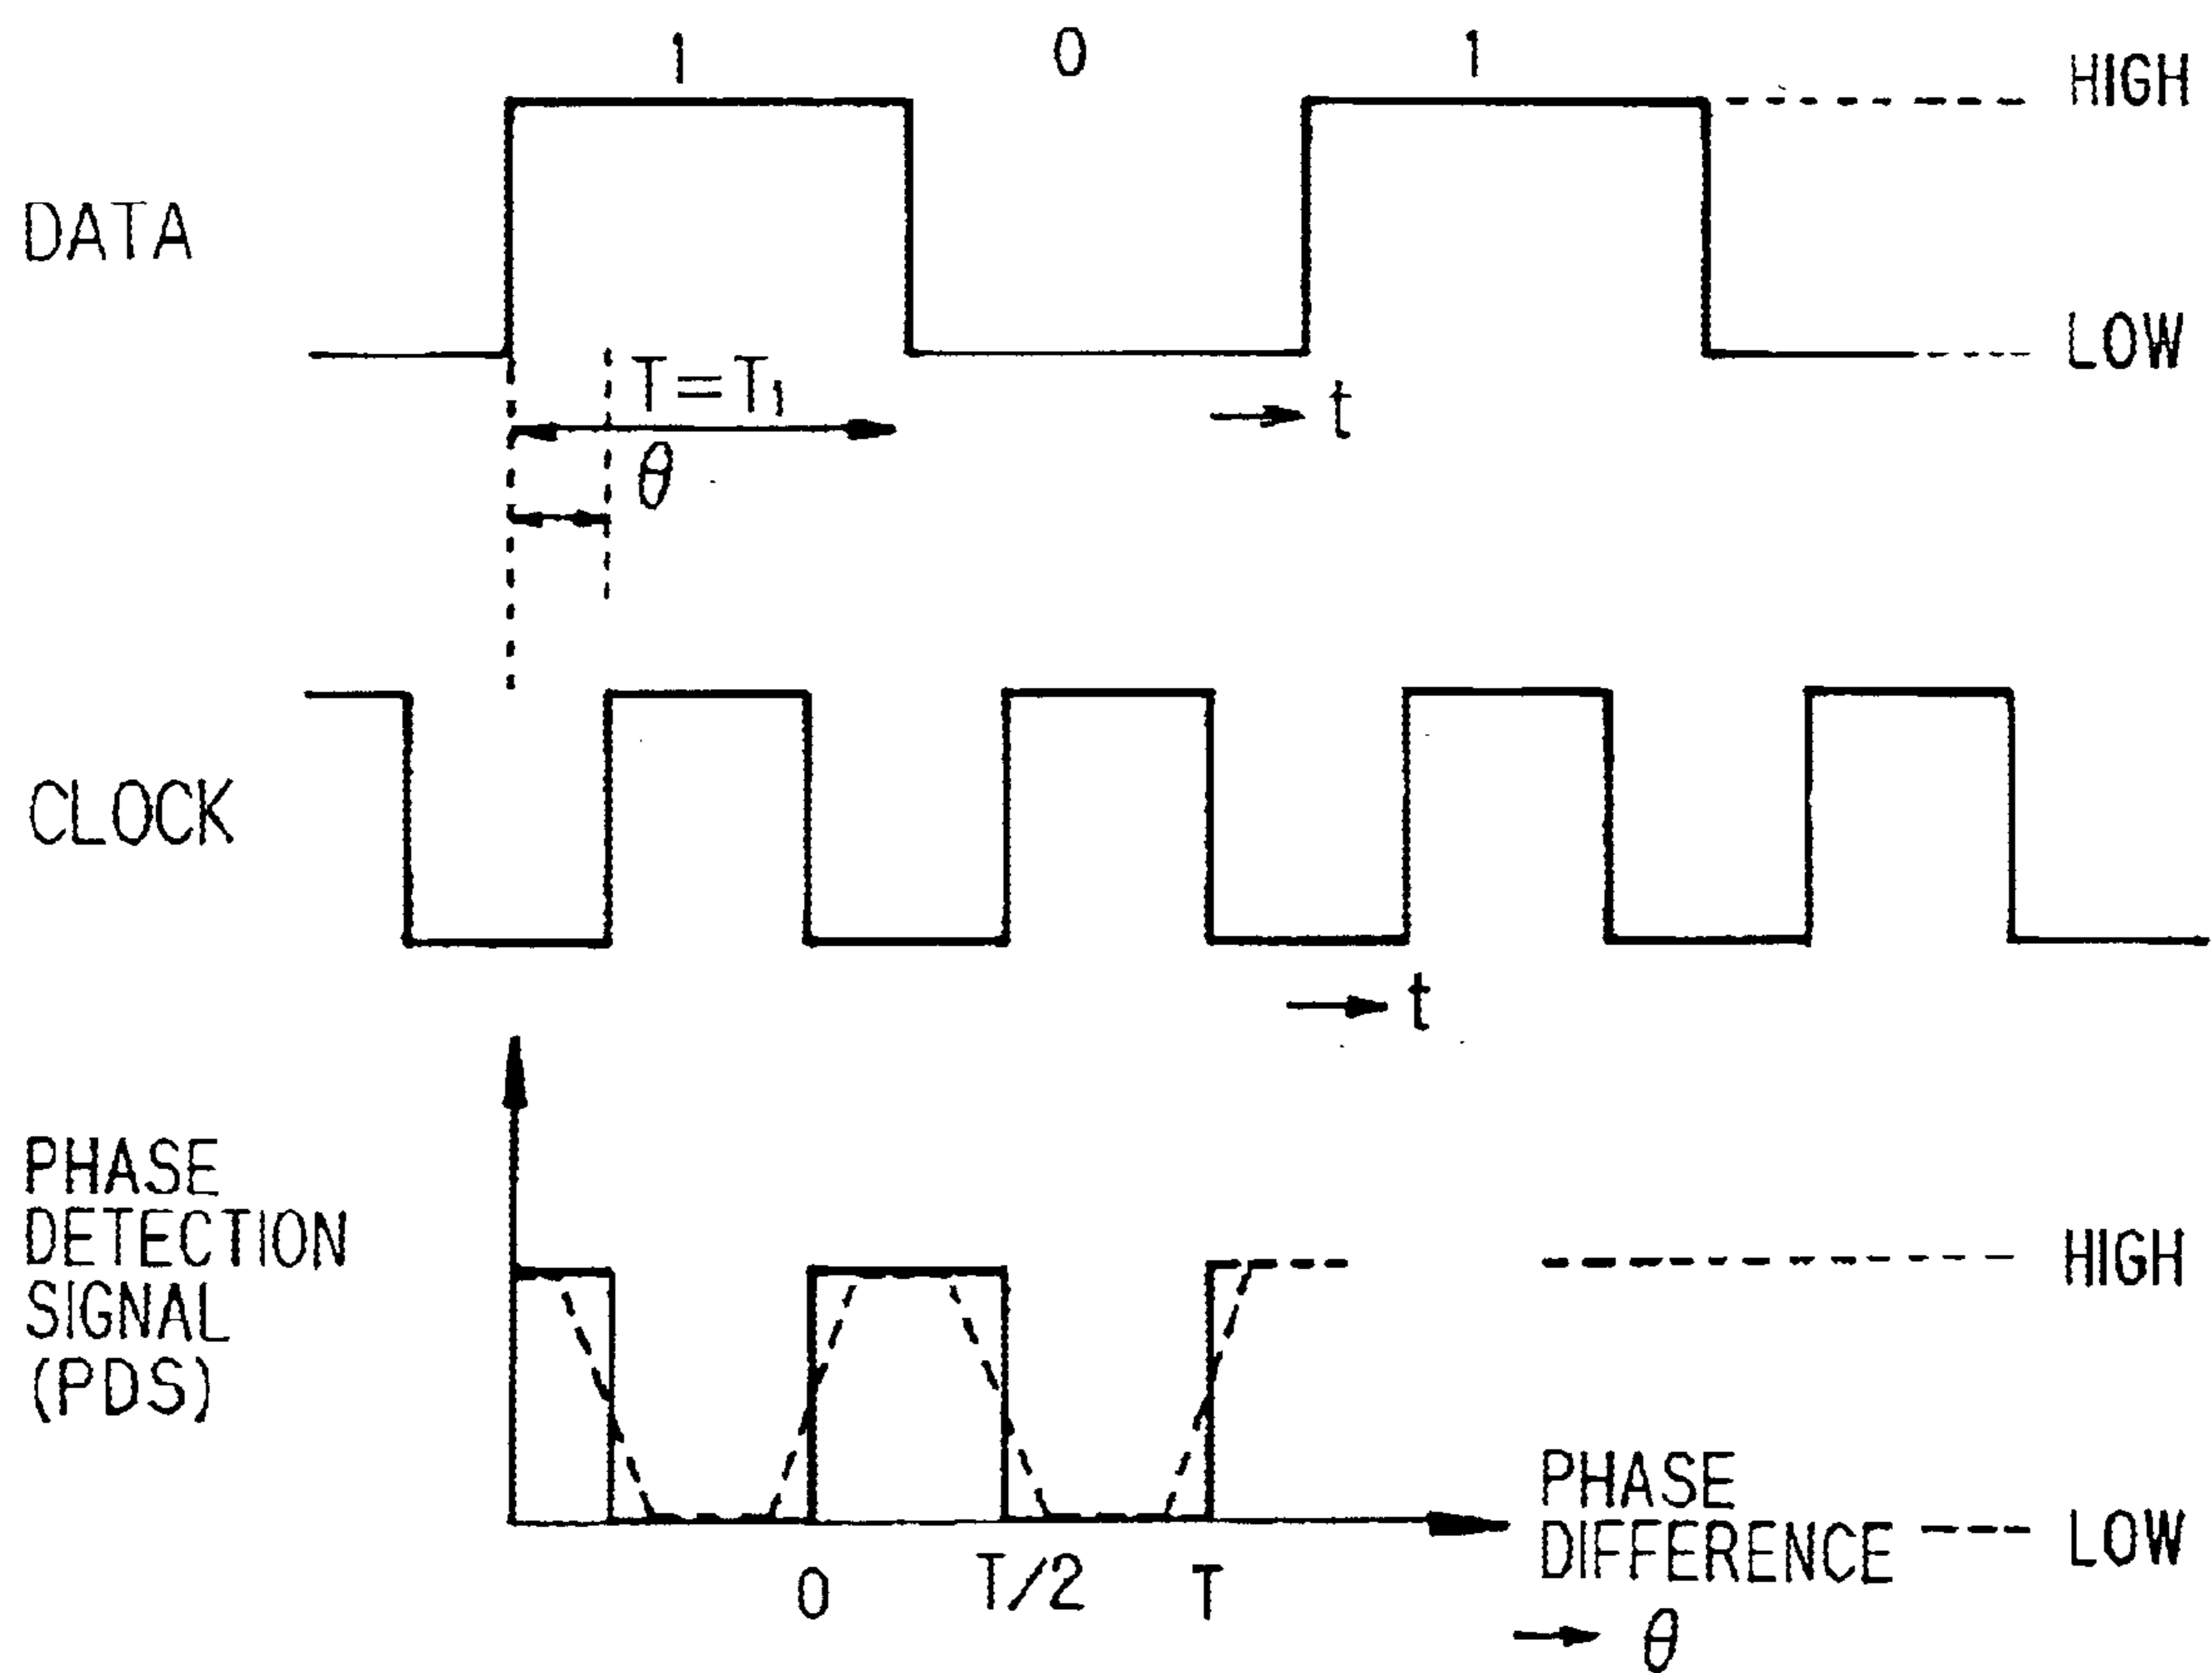 1 0 1
HIGH
DATA
LOW
T=T₁
t
θ
CLOCK
t
PHASE
DETECTION
SIGNAL
(PDS)
HIGH
PHASE
DIFFERENCE
LOW
0 T/2 T
θ